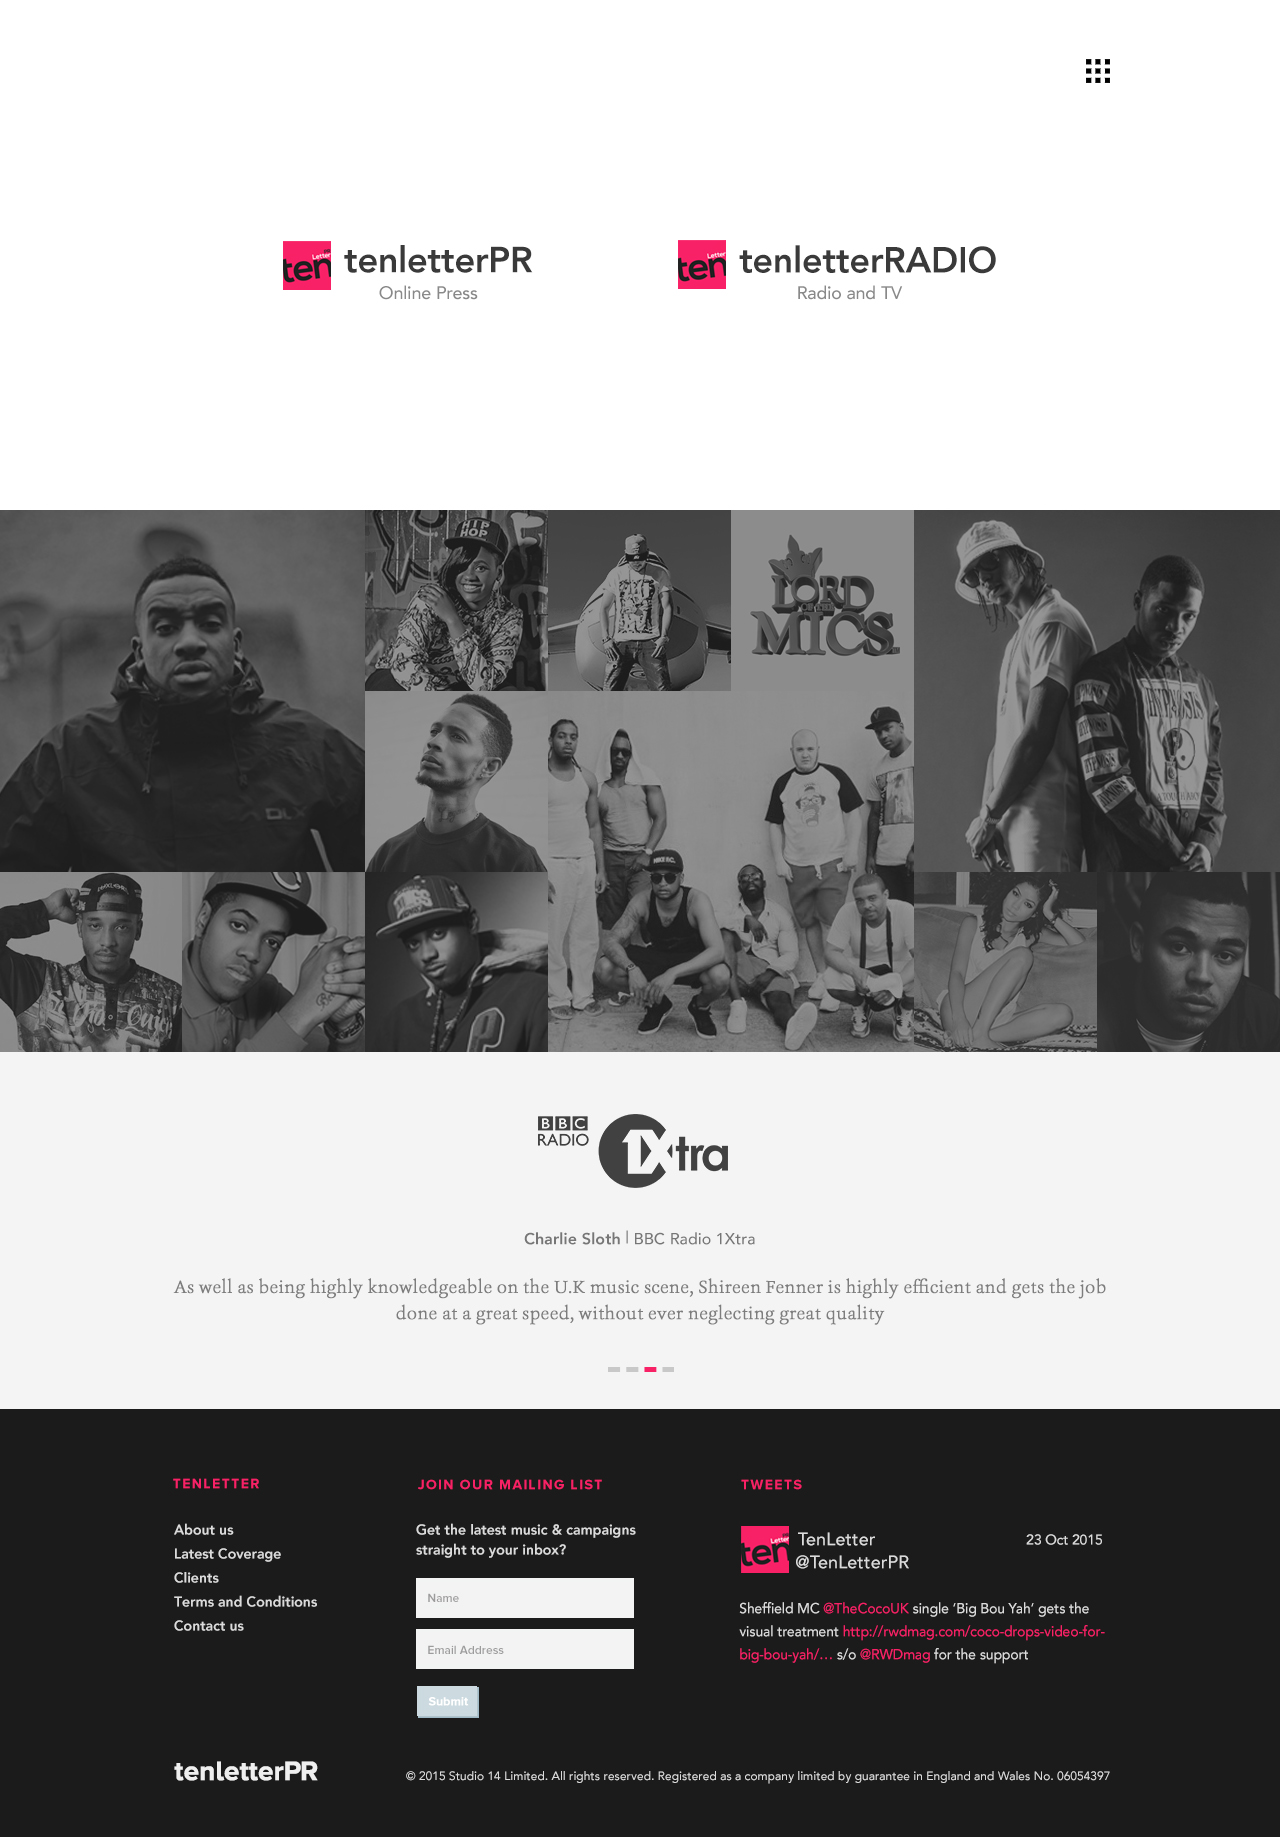 Letter
ten
tenletterPR
Online Press
Letter
ten
tenletterRADIO
Radio and TV
HIP
HOP
LORD
OF THE
MICS
HYPNOSIS
BBC
RADIO
1Xtra
Charlie Sloth | BBC Radio 1Xtra
As well as being highly knowledgeable on the U.K music scene, Shireen Fenner is highly efficient and gets the job
done at a great speed, without ever neglecting great quality
TENLETTER
About us
Latest Coverage
Clients
Terms and Conditions
Contact us
JOIN OUR MAILING LIST
Get the latest music & campaigns
straight to your inbox?
Name
Email Address
Submit
TWEETS
Letter
ten
TenLetter
@TenLetterPR
23 Oct 2015
Sheffield MC @TheCocoUK single ‘Big Bou Yah’ gets the
visual treatment http://rwdmag.com/coco-drops-video-for-
big-bou-yah/… s/o @RWDmag for the support
tenletterPR
© 2015 Studio 14 Limited. All rights reserved. Registered as a company limited by guarantee in England and Wales No. 06054397